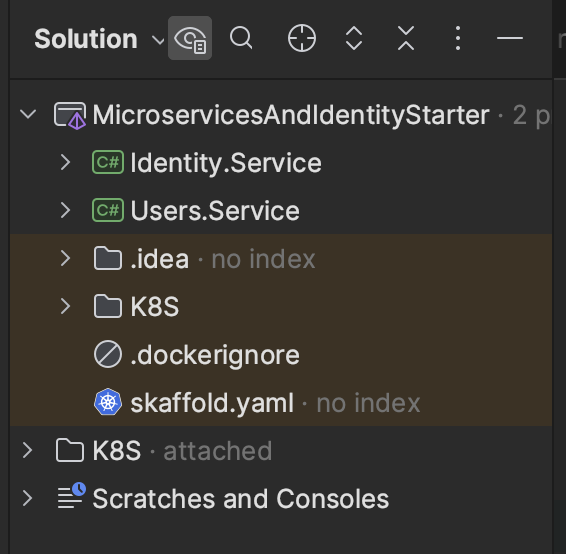 Solution
MicroservicesAndIdentityStarter · 2 p
C# Identity.Service
C# Users.Service
.idea · no index
K8S
.dockerignore
skaffold.yaml · no index
K8S · attached
Scratches and Consoles